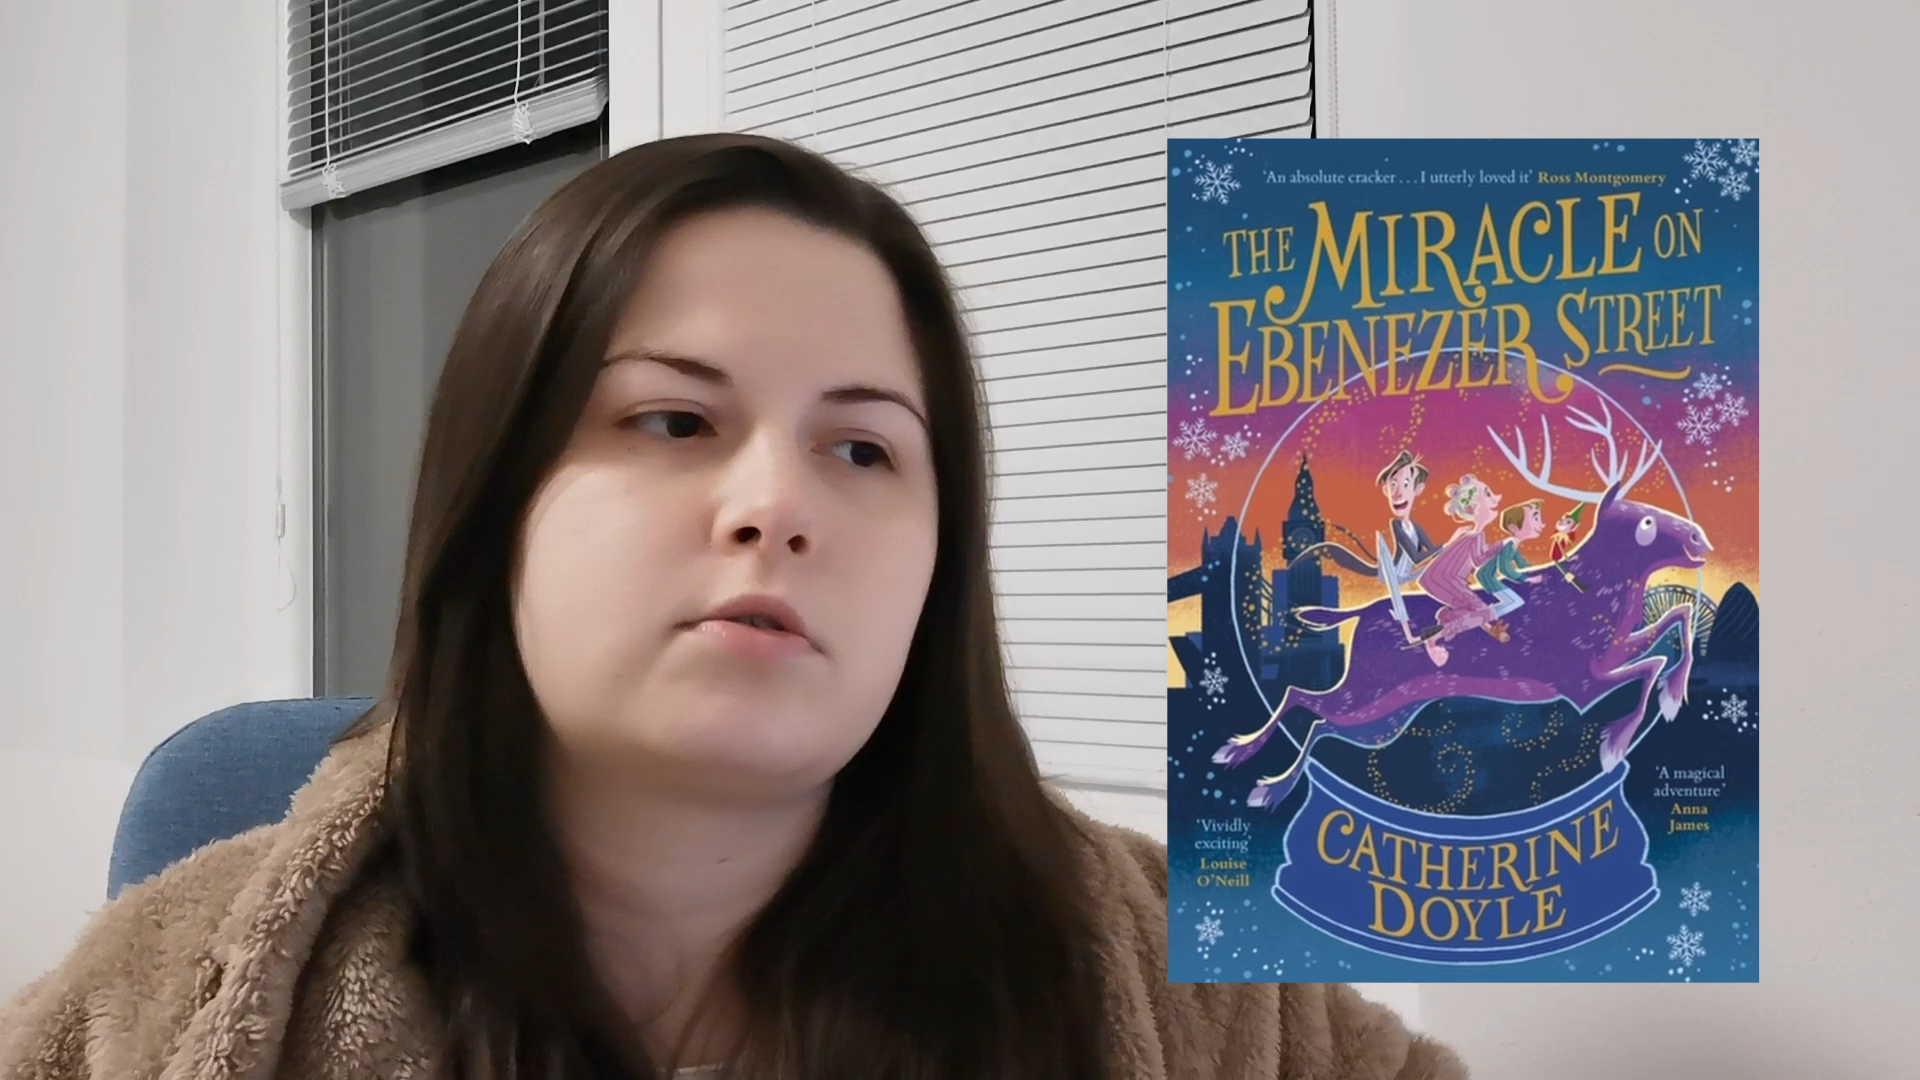 'An absolute cracker . . . I utterly loved it' Ross Montgomery
THE MIRACLE ON
EBENEZER STREET
'A magical
adventure'
Anna
James
'Vividly
exciting'
Louise
O'Neill
CATHERINE
DOYLE